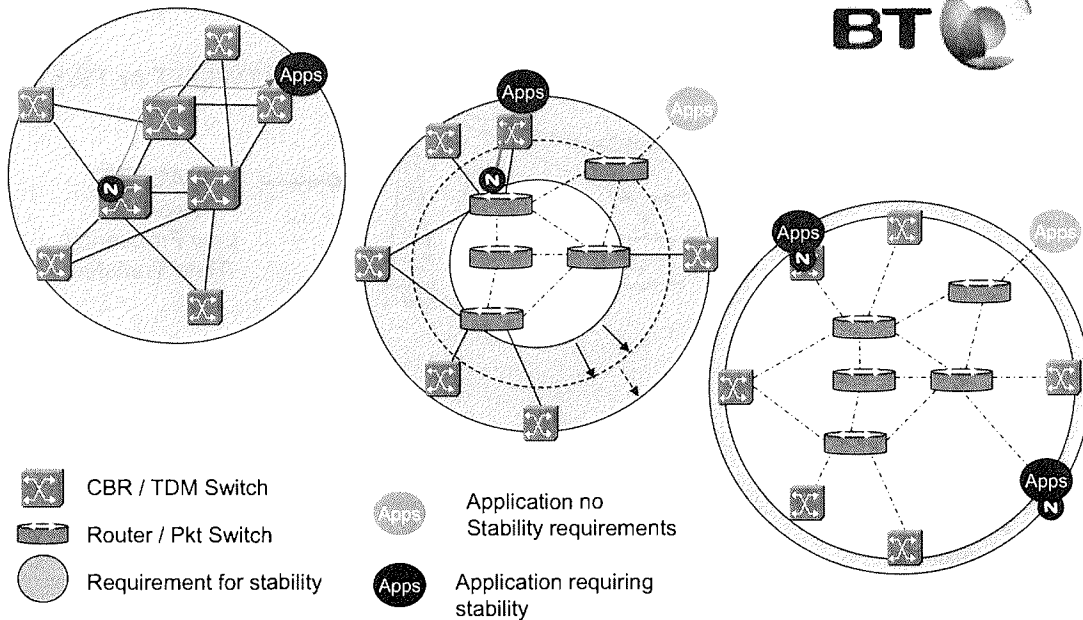 BT
Apps
N
Apps
Apps
N
Apps
N
Apps
Apps
N
CBR / TDM Switch
Router / Pkt Switch
Requirement for stability
Apps
Application no
Stability requirements
Apps
Application requiring
stability